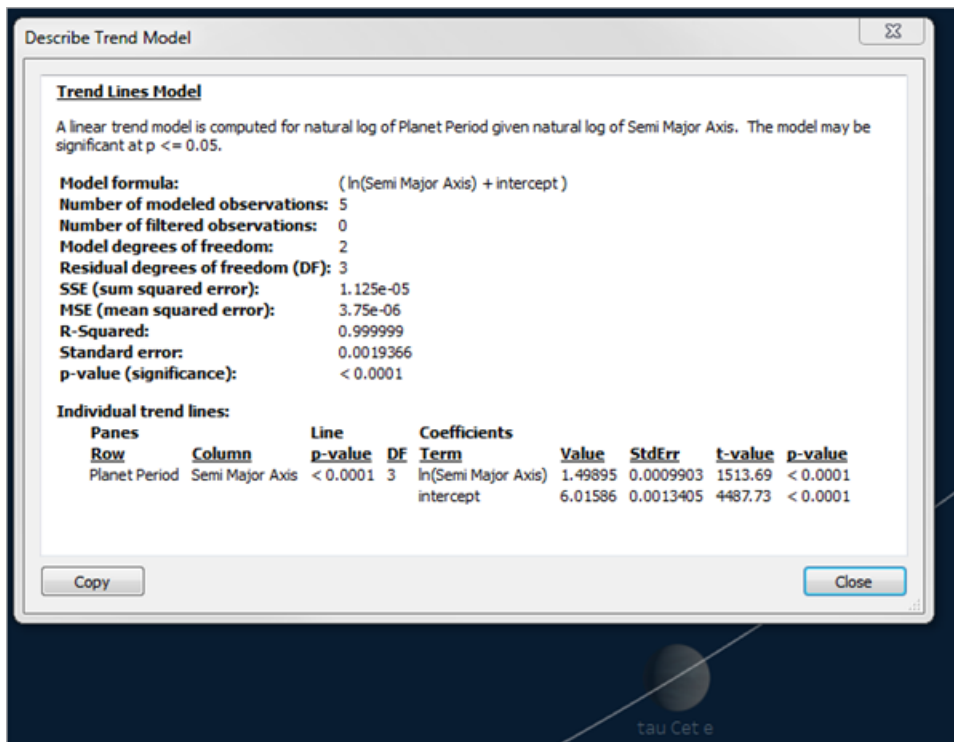 Describe Trend Model
Trend Lines Model
A linear trend model is computed for natural log of Planet Period given natural log of Semi Major Axis.  The model may be
significant at p <= 0.05.
Model formula: ( ln(Semi Major Axis) + intercept )
Number of modeled observations: 5
Number of filtered observations: 0
Model degrees of freedom: 2
Residual degrees of freedom (DF): 3
SSE (sum squared error): 1.125e-05
MSE (mean squared error): 3.75e-06
R-Squared: 0.999999
Standard error: 0.0019366
p-value (significance): < 0.0001
Individual trend lines:
Panes Line Coefficients
Row Column p-value DF Term Value StdErr t-value p-value
Planet Period Semi Major Axis < 0.0001 3 ln(Semi Major Axis) 1.49895 0.0009903 1513.69 < 0.0001
intercept 6.01586 0.0013405 4487.73 < 0.0001
Copy Close
tau Cet e